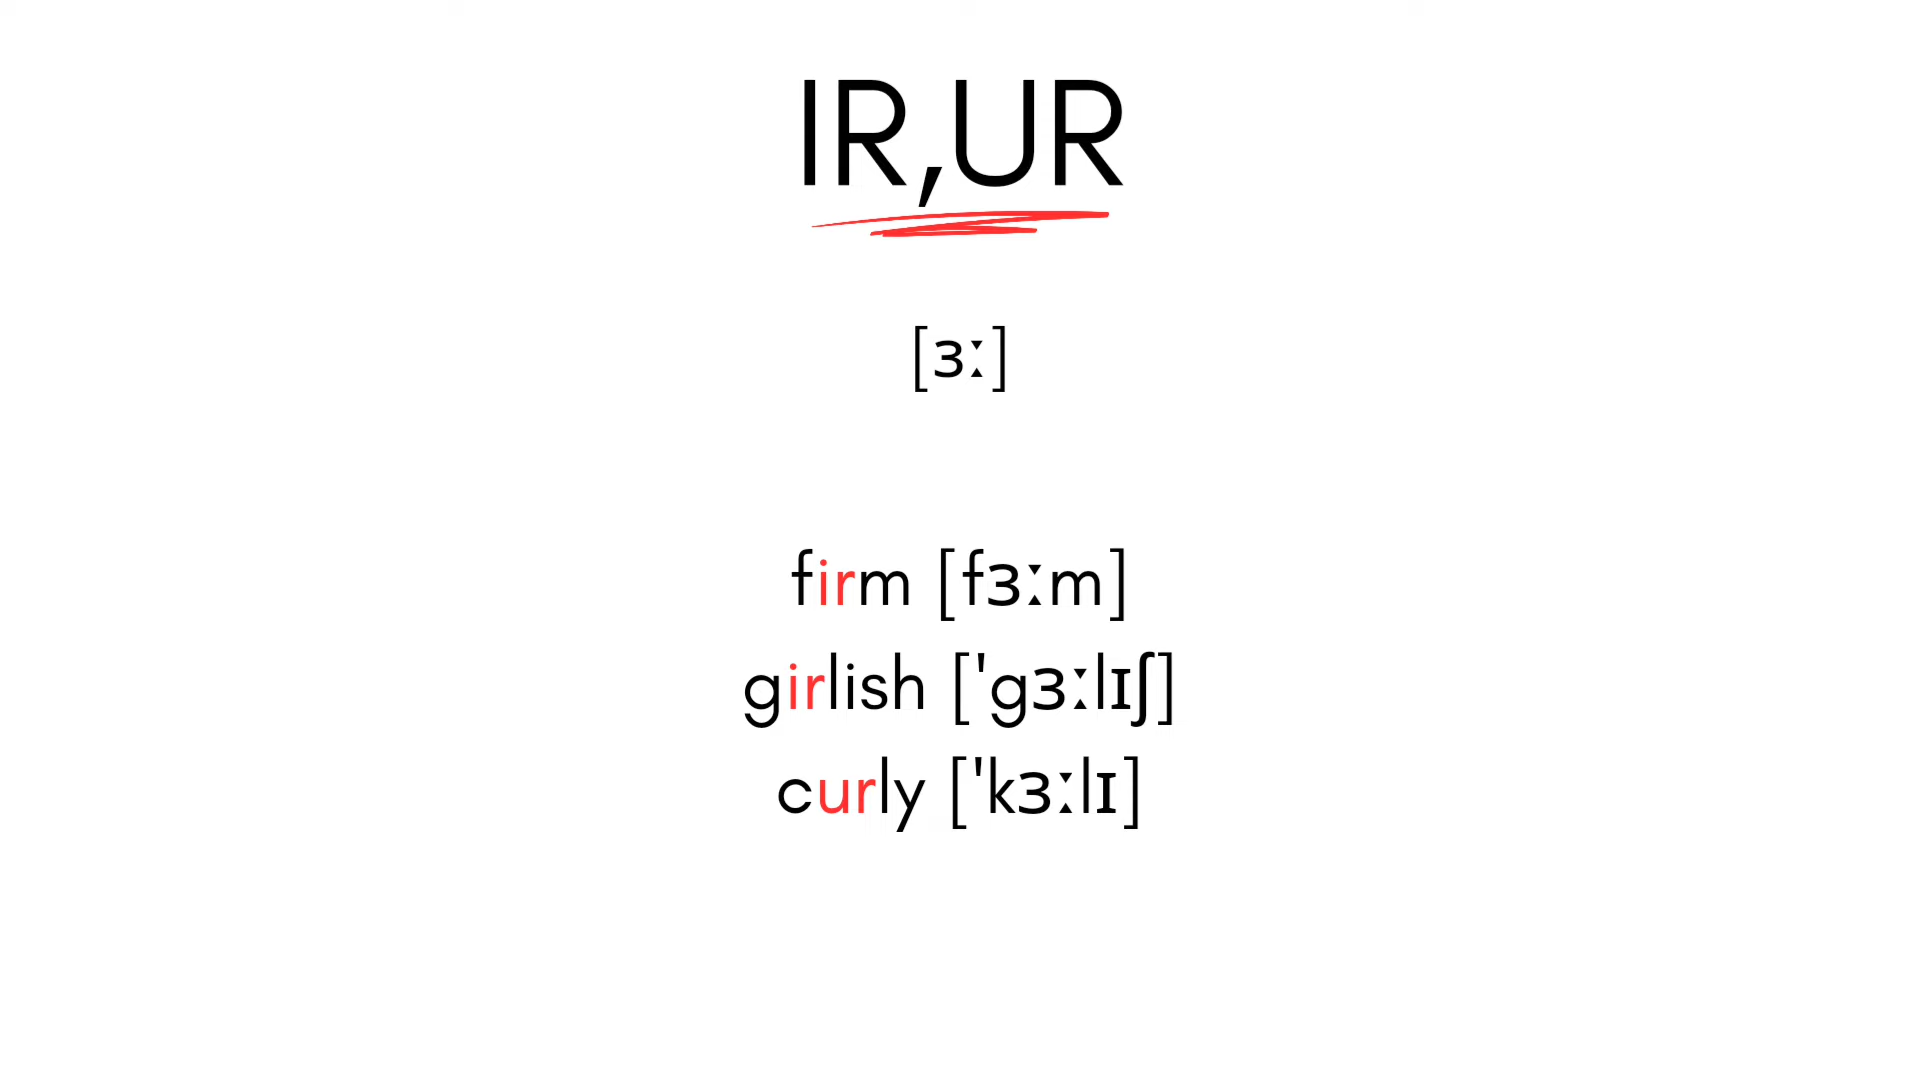 IR,UR
[ɜː]
firm [fɜːm]
girlish ['gɜːlɪʃ]
curly ['kɜːlɪ]